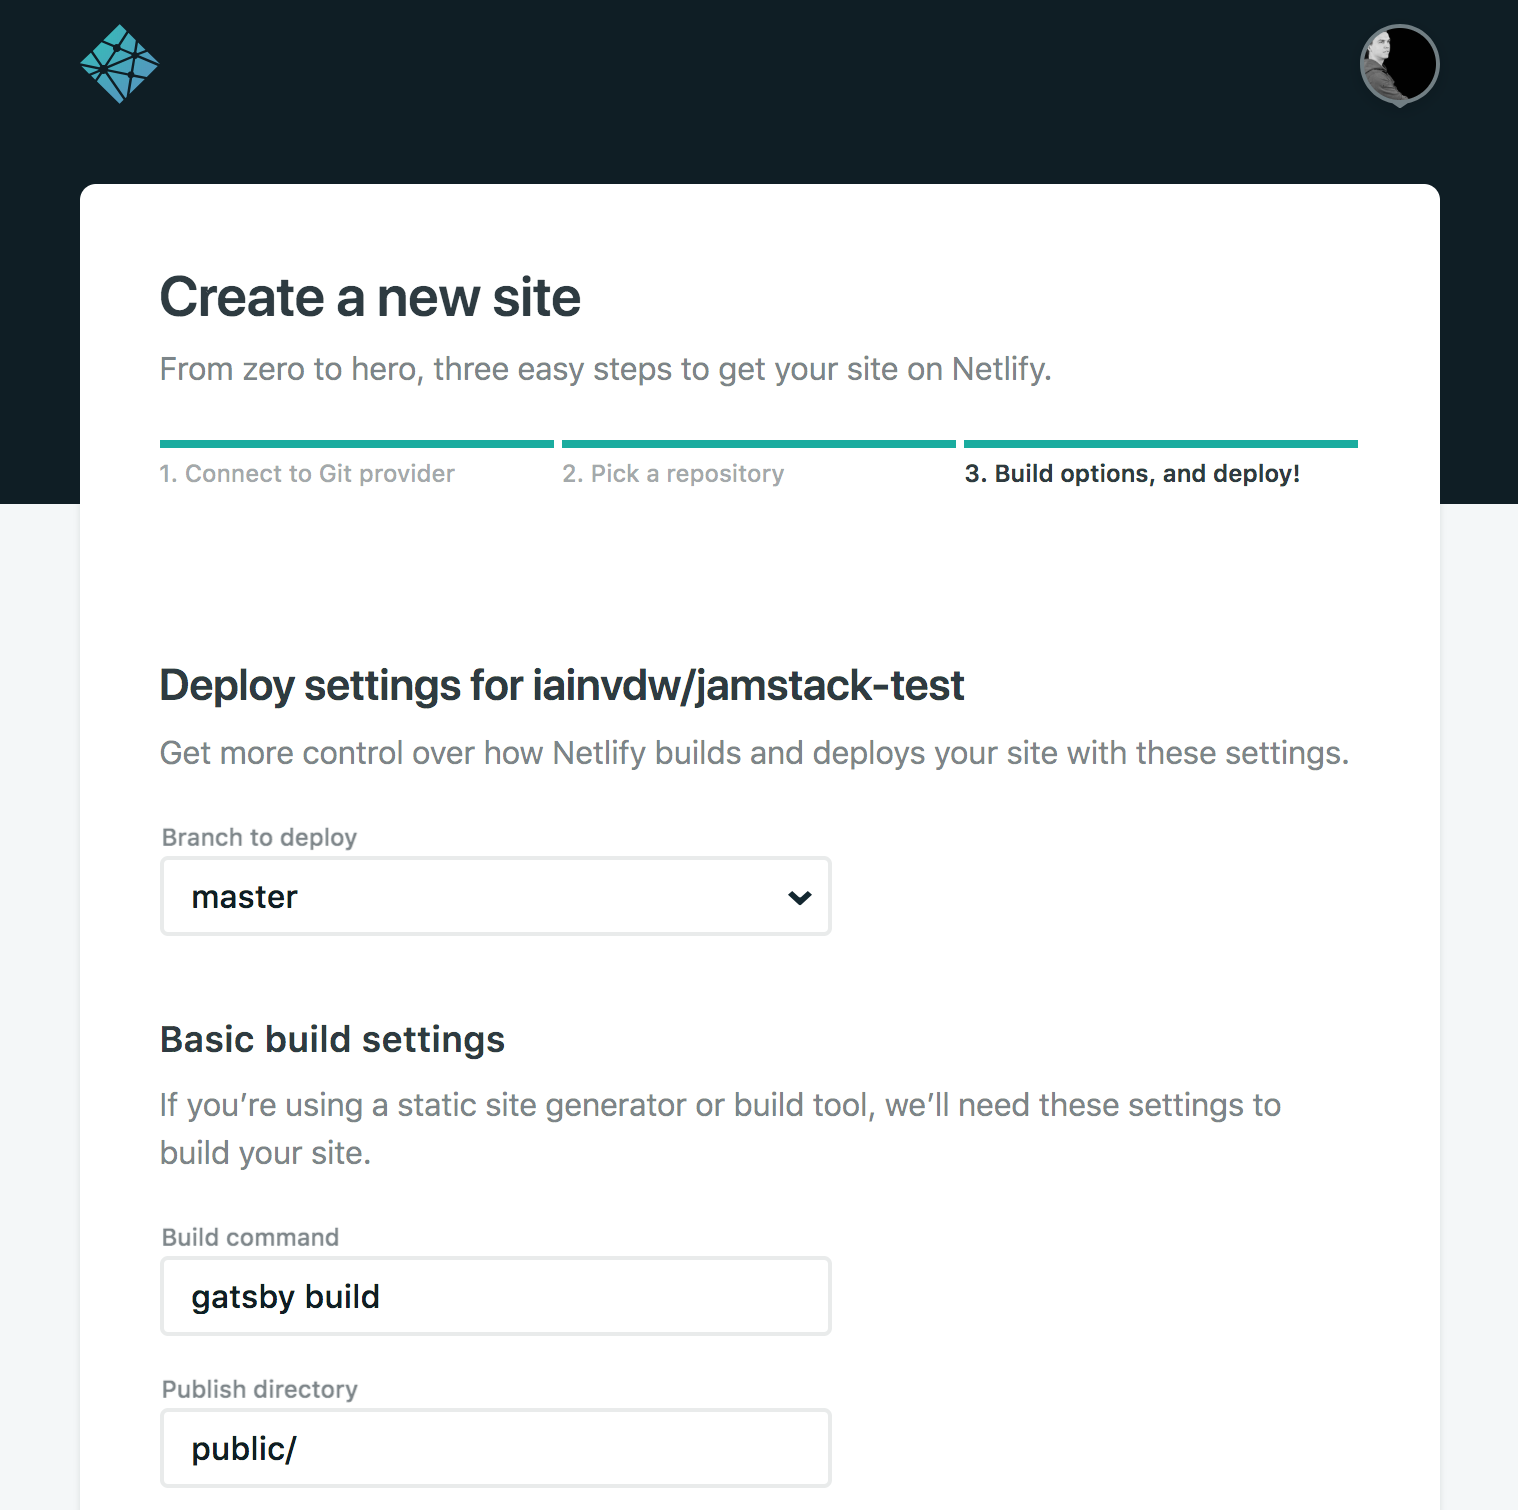 Create a new site
From zero to hero, three easy steps to get your site on Netlify.
1. Connect to Git provider
2. Pick a repository
3. Build options, and deploy!
Deploy settings for iainvdw/jamstack-test
Get more control over how Netlify builds and deploys your site with these settings.
Branch to deploy
master
Basic build settings
If you’re using a static site generator or build tool, we’ll need these settings to
build your site.
Build command
gatsby build
Publish directory
public/